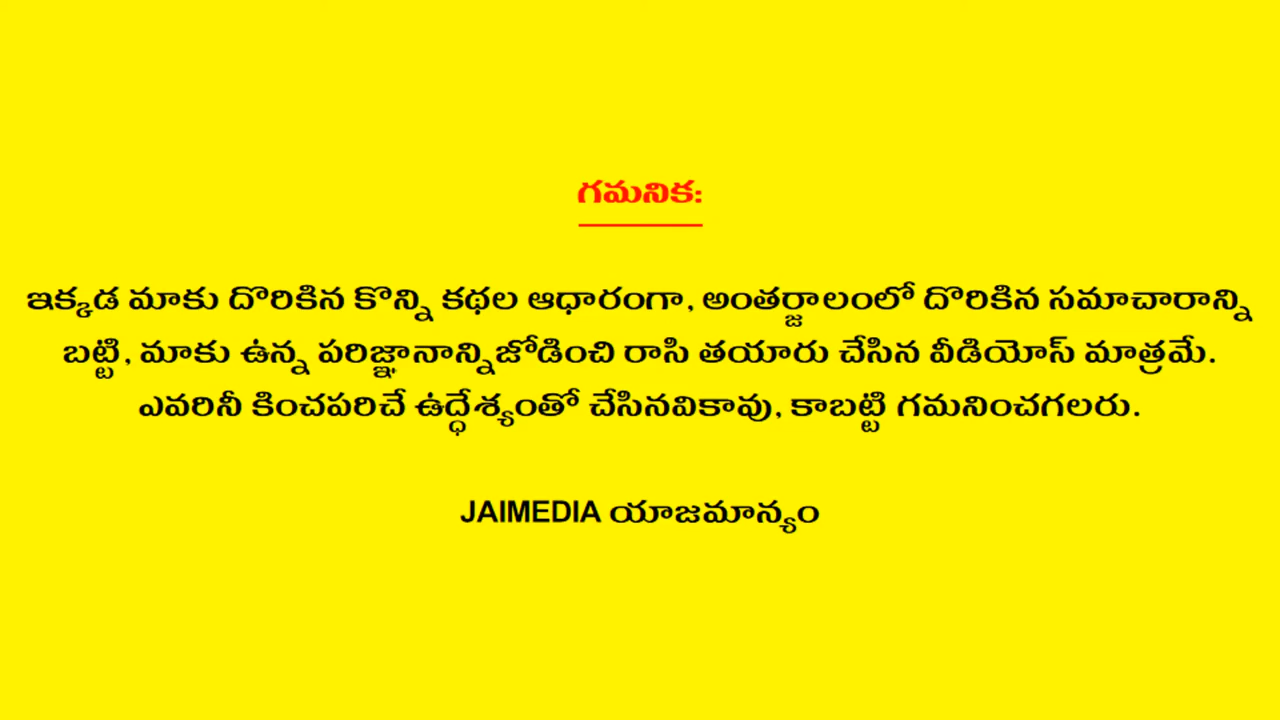 గమనిక:
ఇక్కడ మాకు దొరికిన కొన్ని కథల ఆధారంగా, అంతర్జాలంలో దొరికిన సమాచారాన్ని
బట్టి, మాకు ఉన్న పరిజ్ఞానాన్నిజోడించి రాసి తయారు చేసిన వీడియోస్ మాత్రమే.
ఎవరినీ కించపరిచే ఉద్ధేశ్యంతో చేసినవికావు, కాబట్టి గమనించగలరు.
JAIMEDIA యాజమాన్యం